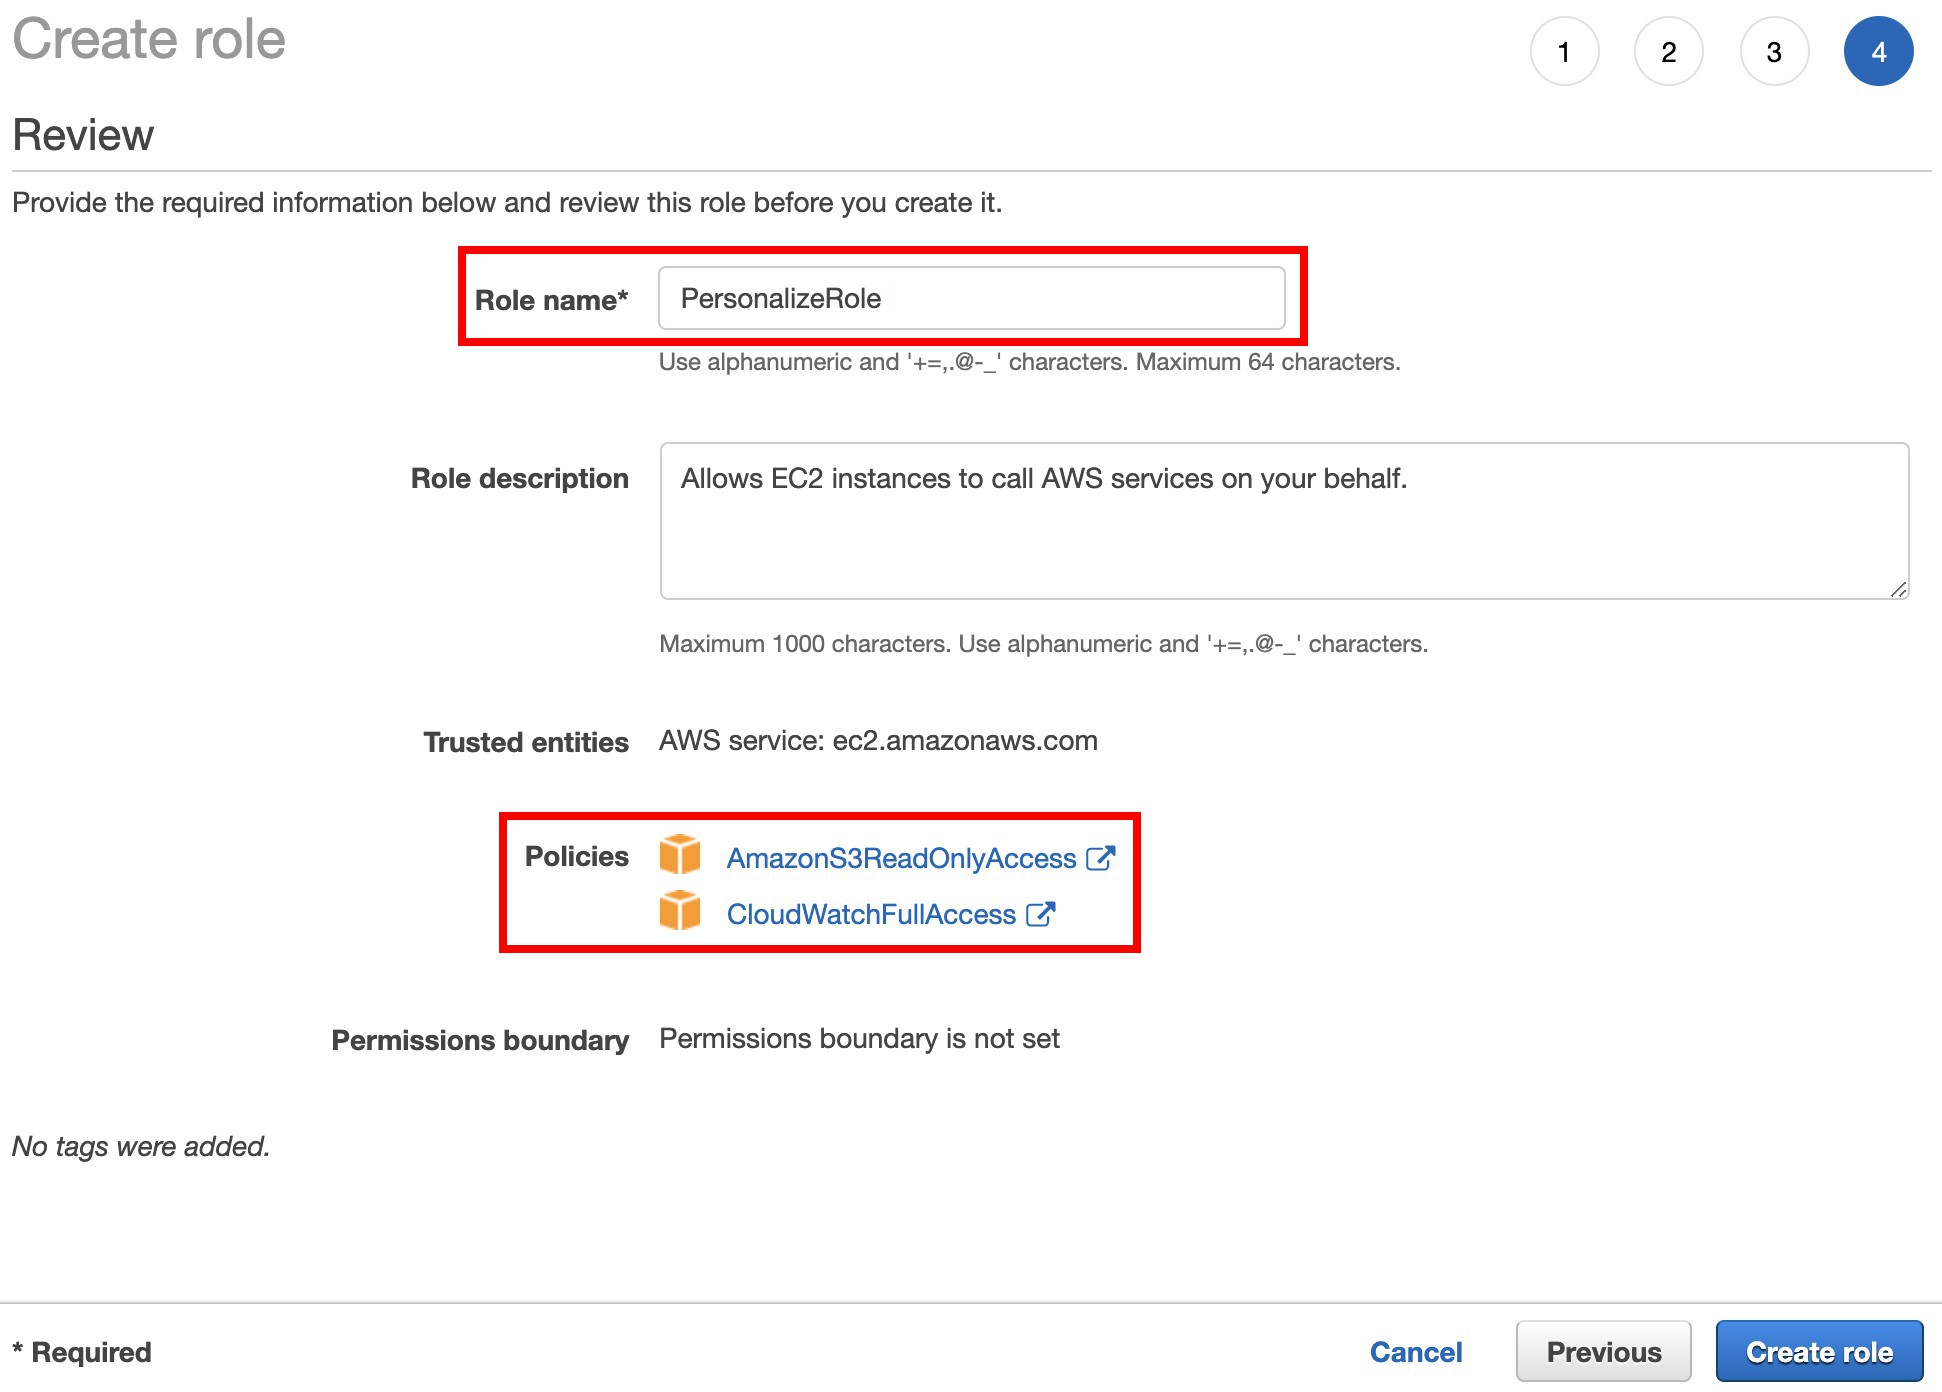 Create role
1 2 3 4
Review
Provide the required information below and review this role before you create it.
Role name* PersonalizeRole
Use alphanumeric and '+=,.@-_' characters. Maximum 64 characters.
Role description Allows EC2 instances to call AWS services on your behalf.
Maximum 1000 characters. Use alphanumeric and '+=,.@-_' characters.
Trusted entities AWS service: ec2.amazonaws.com
Policies AmazonS3ReadOnlyAccess
CloudWatchFullAccess
Permissions boundary Permissions boundary is not set
No tags were added.
* Required Cancel Previous Create role